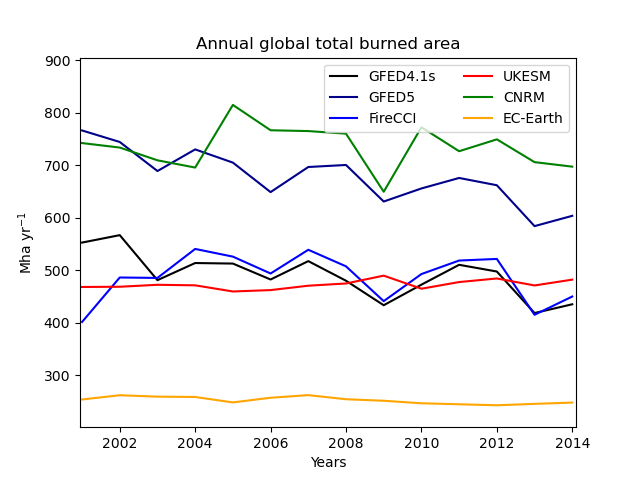 Annual global total burned area
GFED4.1s
GFED5
FireCCI
UKESM
CNRM
EC-Earth
900
800
700
600
500
400
300
Mha yr⁻¹
2002 2004 2006 2008 2010 2012 2014
Years